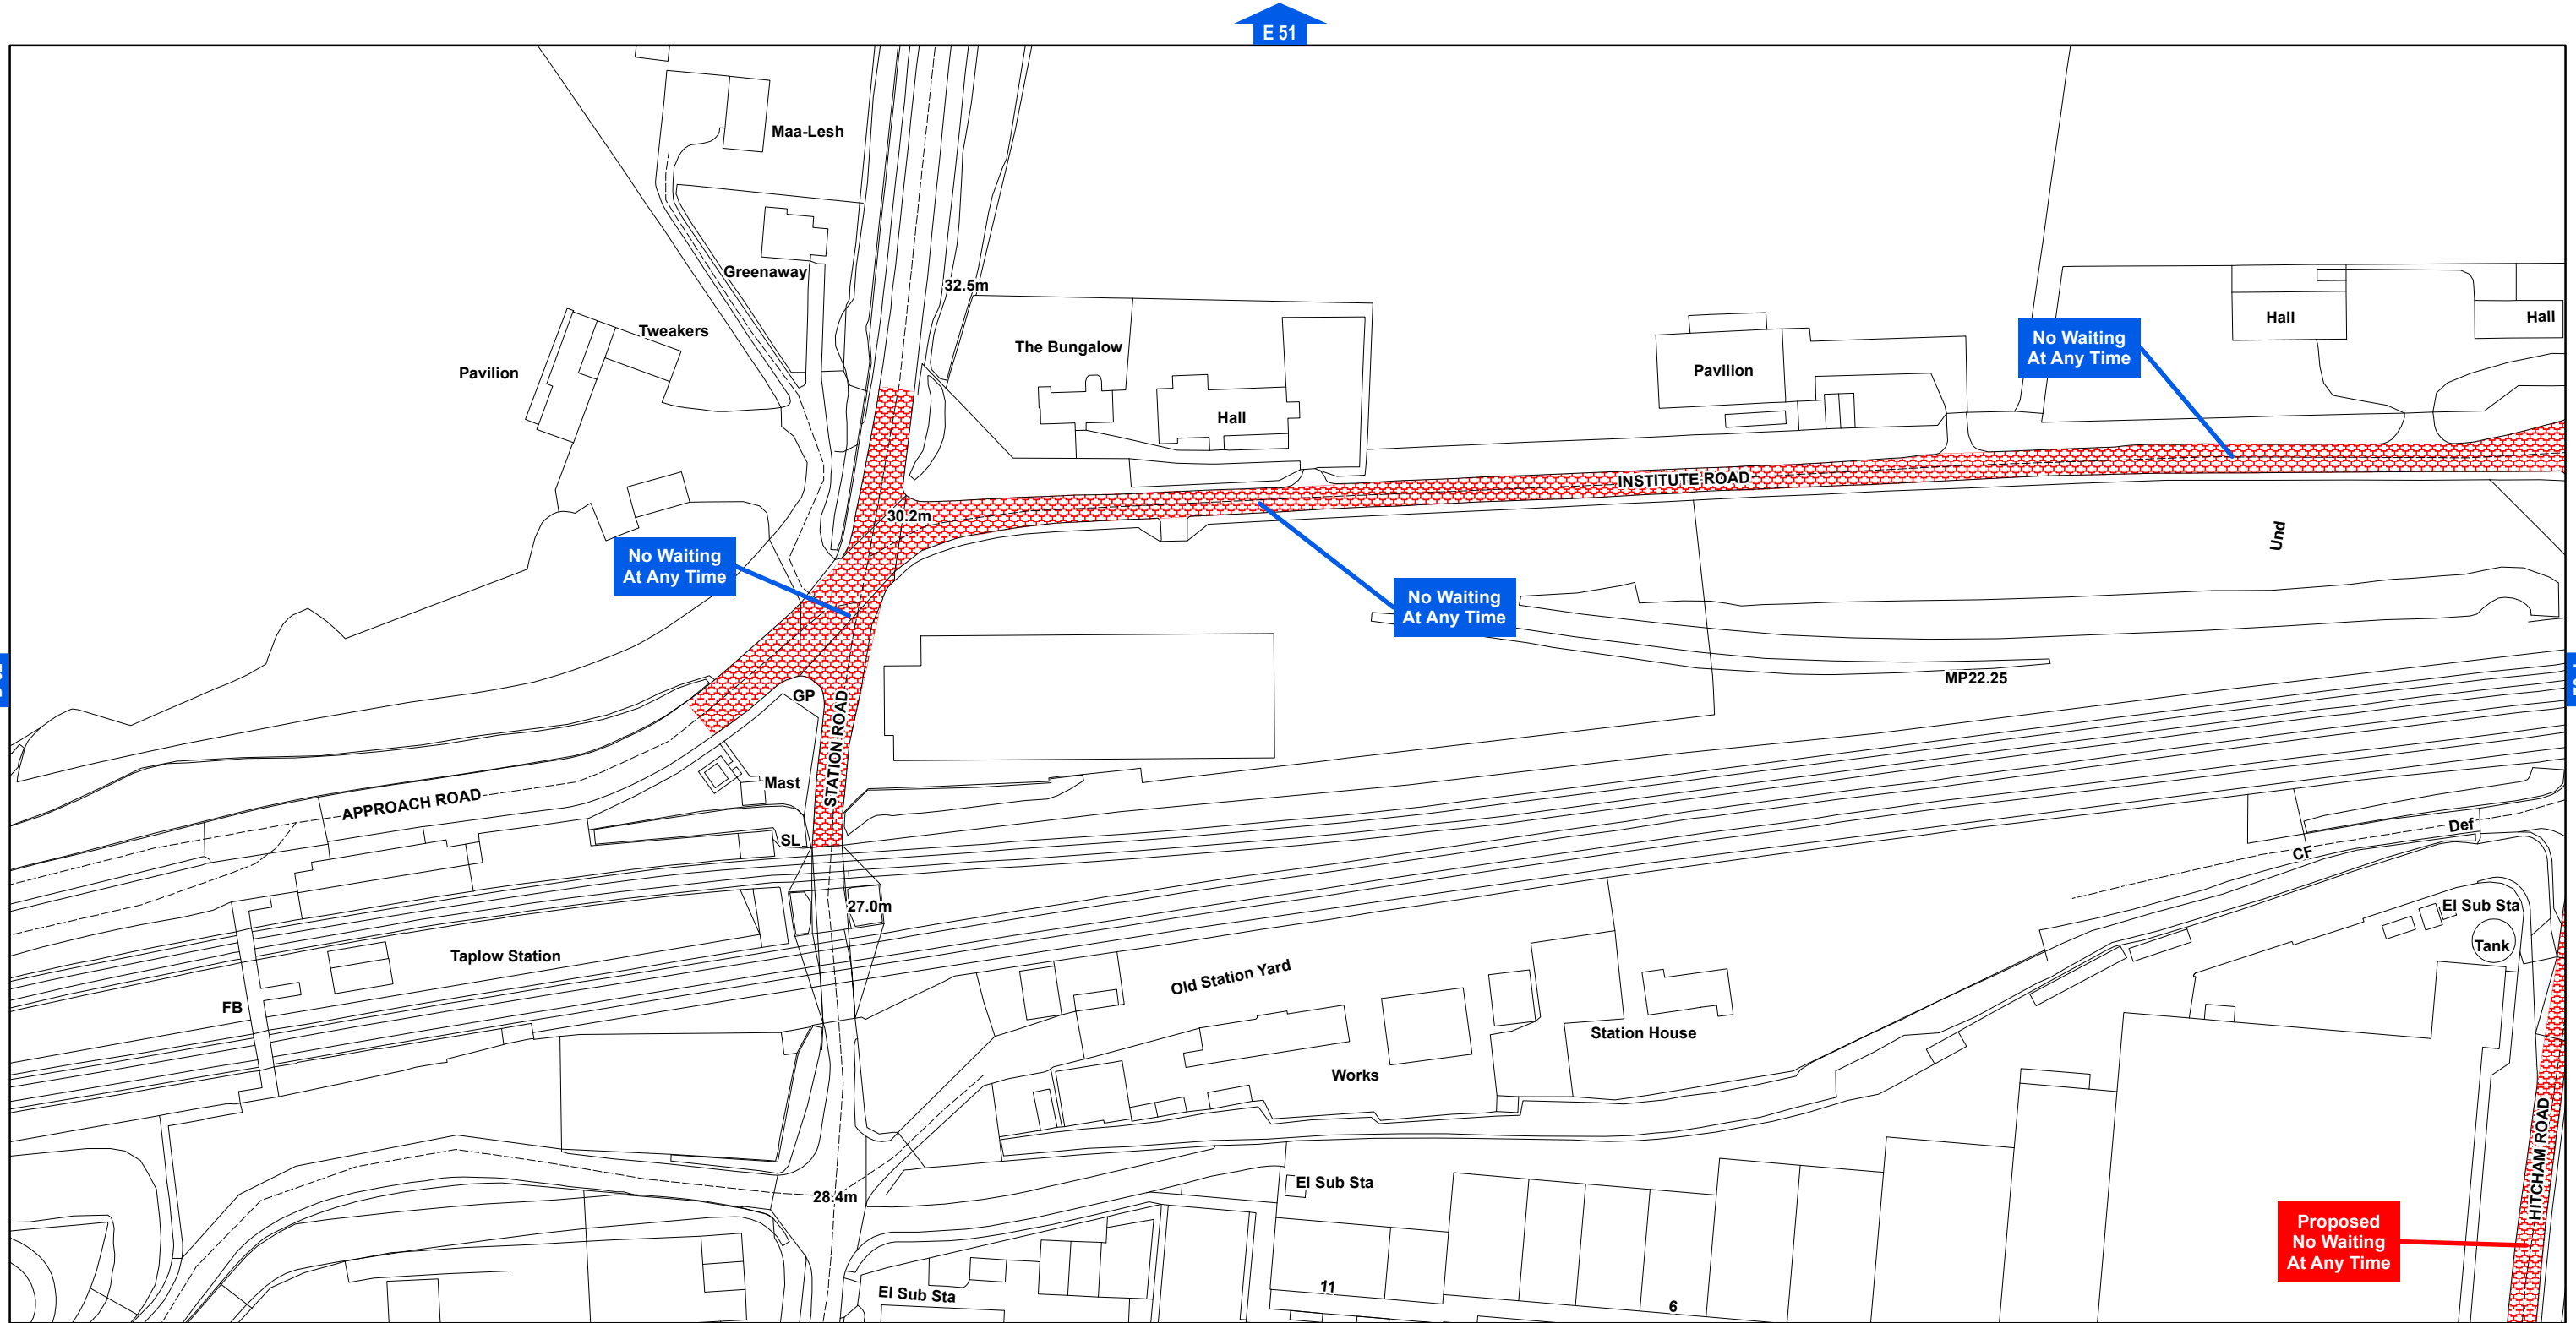 E 51
Maa-Lesh
Greenaway
32.5m
Tweakers
Pavilion
The Bungalow
Hall
Pavilion
No Waiting
At Any Time
Hall
Hall
INSTITUTE ROAD
30.2m
No Waiting
At Any Time
No Waiting
At Any Time
Und
MP22.25
GP
STATION ROAD
Mast
APPROACH ROAD
SL
Def
CF
27.0m
El Sub Sta
Tank
Taplow Station
Old Station Yard
FB
Station House
Works
HITCHAM ROAD
El Sub Sta
28.4m
Proposed
No Waiting
At Any Time
El Sub Sta
11
6